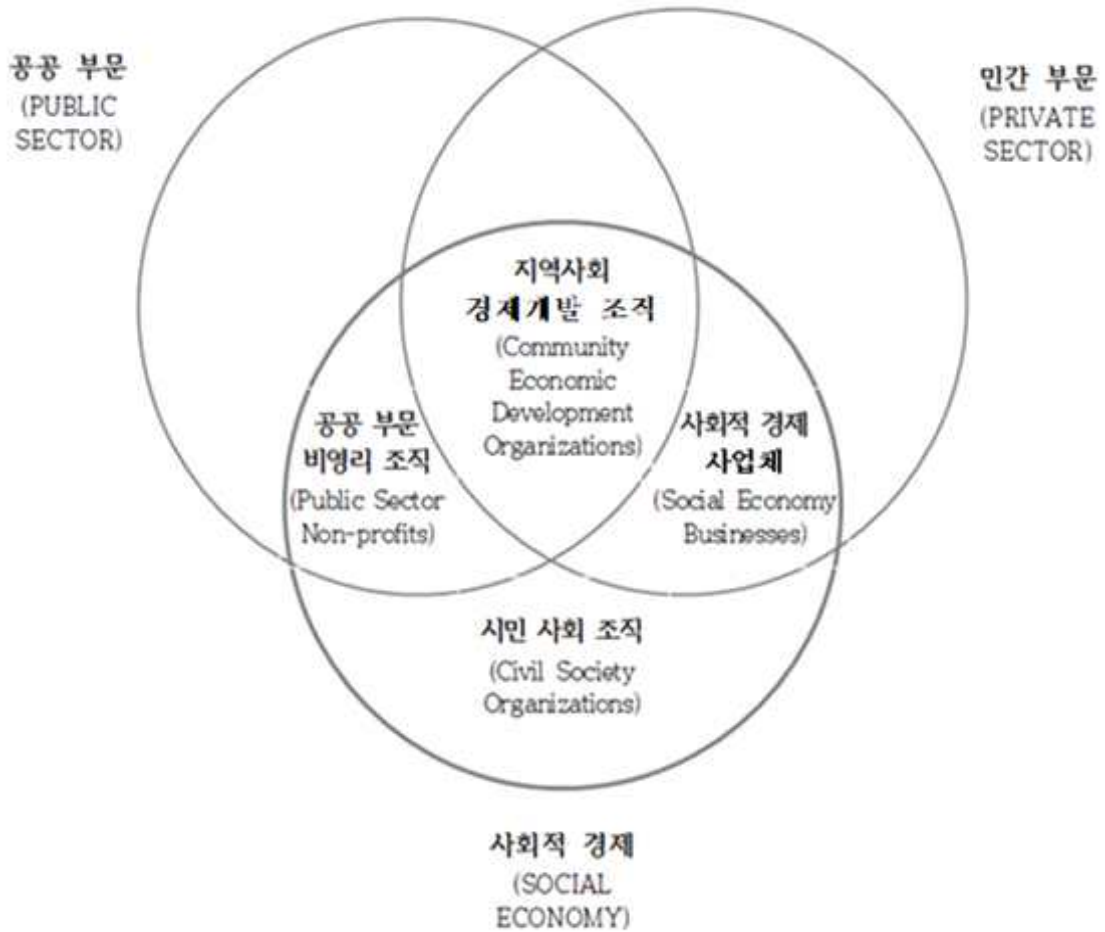 공공 부문
(PUBLIC
SECTOR)
민간 부문
(PRIVATE
SECTOR)
지역사회
경제개발 조직
(Community
Economic
Development
Organizations)
공공 부문
비영리 조직
(Public Sector
Non-profits)
사회적 경제
사업체
(Social Economy
Businesses)
시민 사회 조직
(Civil Society
Organizations)
사회적 경제
(SOCIAL
ECONOMY)